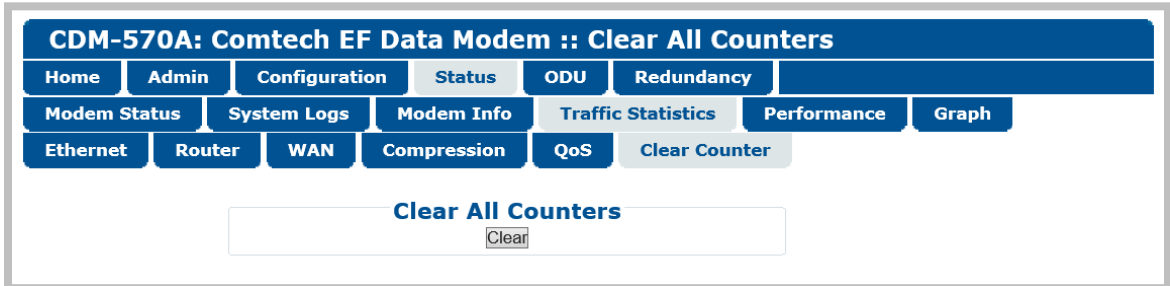 CDM-570A: Comtech EF Data Modem :: Clear All Counters
Home Admin Configuration Status ODU Redundancy
Modem Status System Logs Modem Info Traffic Statistics Performance Graph
Ethernet Router WAN Compression QoS Clear Counter
Clear All Counters
Clear